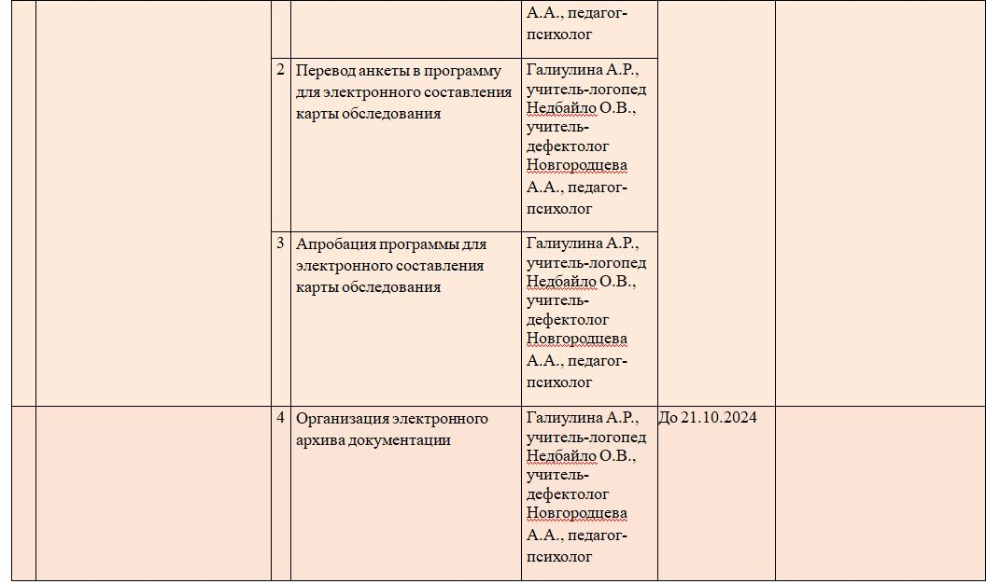 А.А., педагог-
психолог
2 Перевод анкеты в программу
для электронного составления
карты обследования
Галиулина А.Р.,
учитель-логопед
Недбайло О.В.,
учитель-
дефектолог
Новгородцева
А.А., педагог-
психолог
3 Апробация программы для
электронного составления
карты обследования
Галиулина А.Р.,
учитель-логопед
Недбайло О.В.,
учитель-
дефектолог
Новгородцева
А.А., педагог-
психолог
4 Организация электронного
архива документации
Галиулина А.Р.,
учитель-логопед
Недбайло О.В.,
учитель-
дефектолог
Новгородцева
А.А., педагог-
психолог
До 21.10.2024